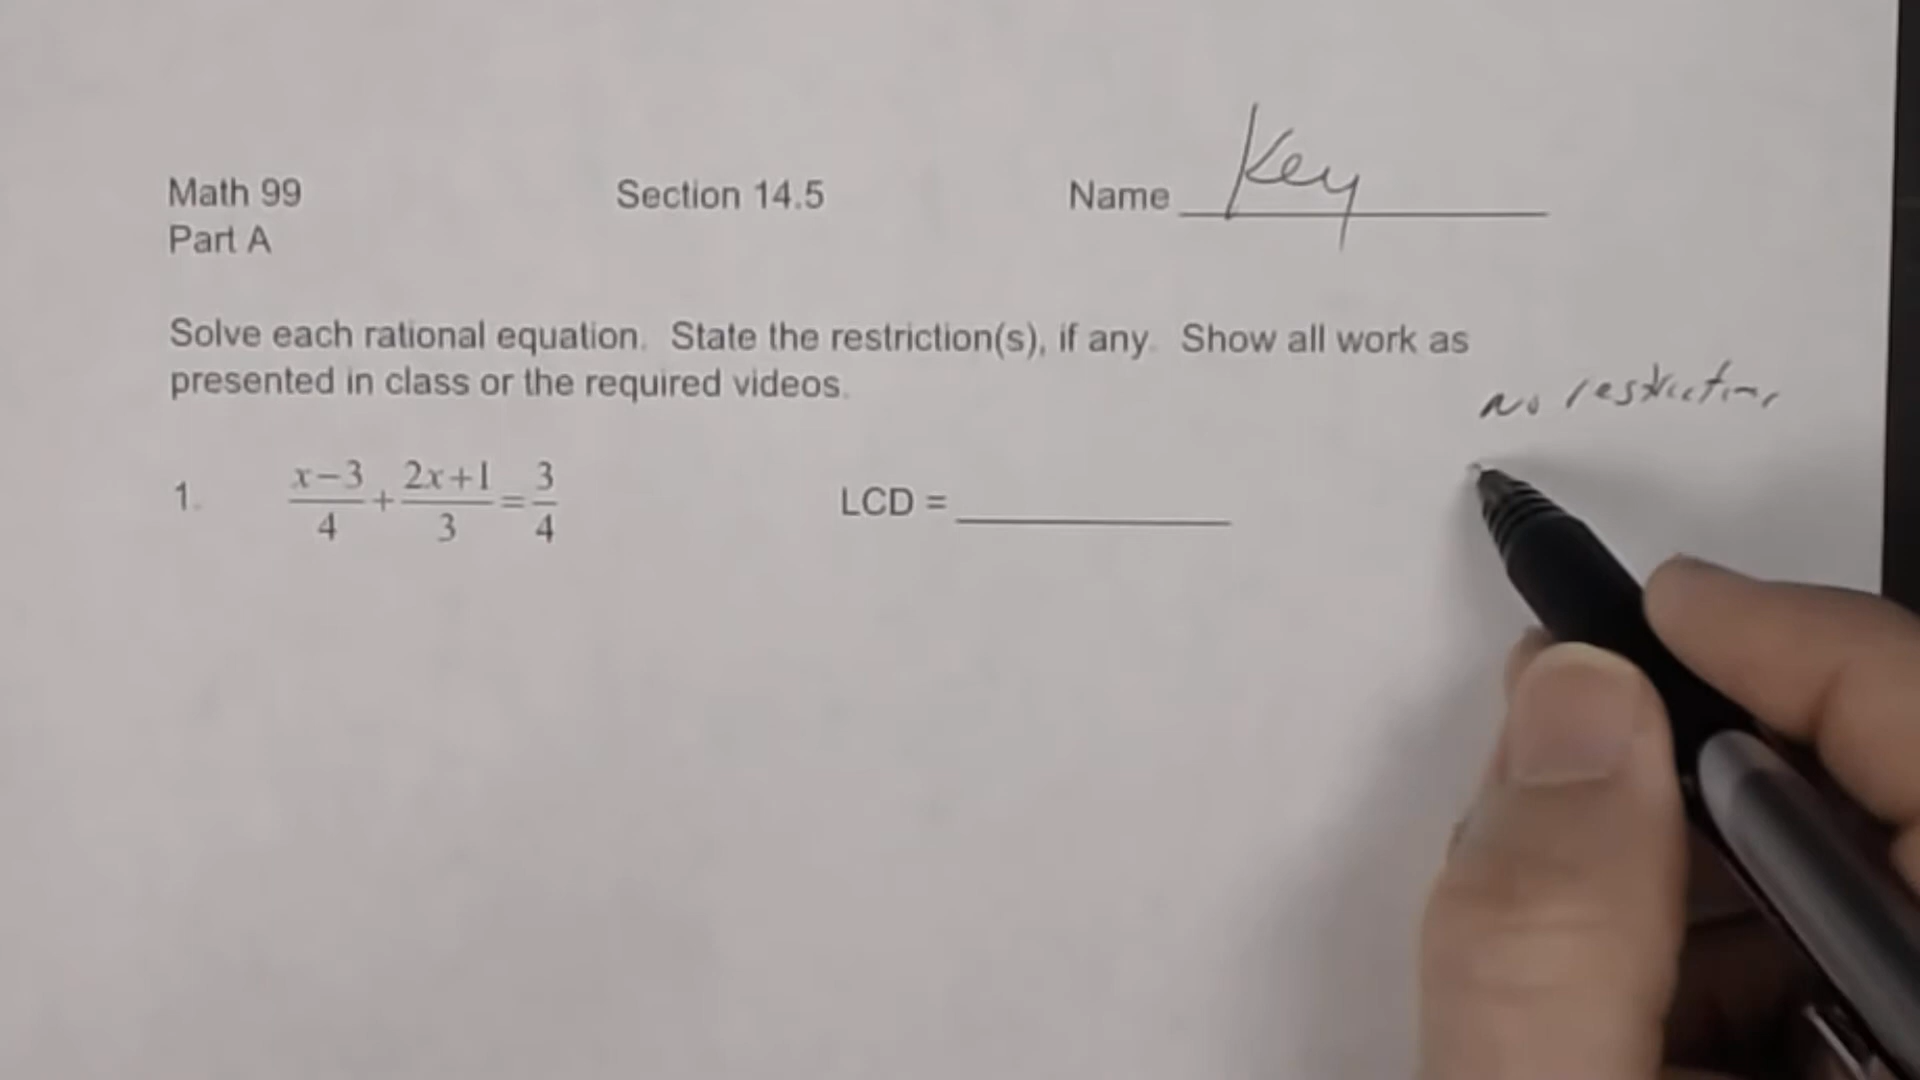 Math 99 Section 14.5 Name Key
Part A
Solve each rational equation. State the restriction(s), if any. Show all work as
presented in class or the required videos.
no restrictions
1. x-3/4 + 2x+1/3 = 3/4 LCD = ____________